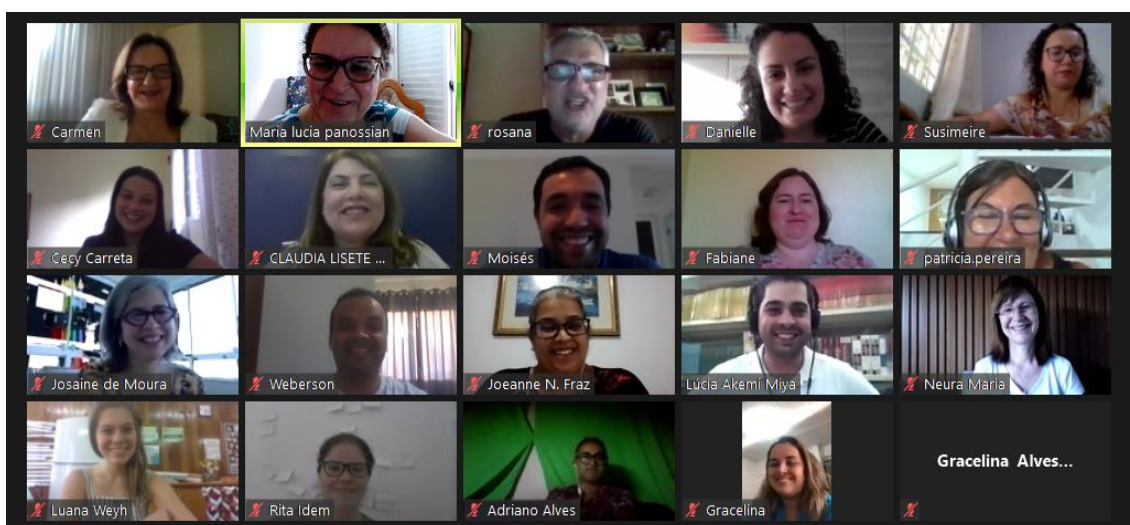 Carmen
Maria lucia panossian
rosana
Danielle
Susimeire
Cecy Carreta
CLAUDIA LISETE ...
Moisés
Fabiane
patricia.pereira
Josaine de Moura
Weberson
Joeanne N. Fraz
Lúcia Akemi Miya
Neura Maria
Luana Weyh
Rita Idem
Adriano Alves
Gracelina
Gracelina Alves...